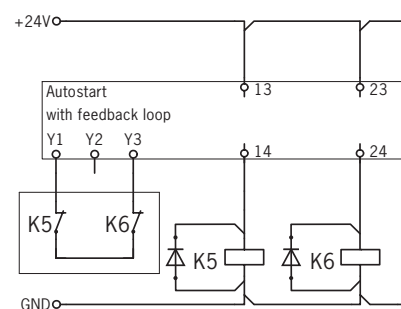 +24V
Autostart 13 23
with feedback loop
Y1 Y2 Y3
14 24
K5 K6 K5 K6
GND